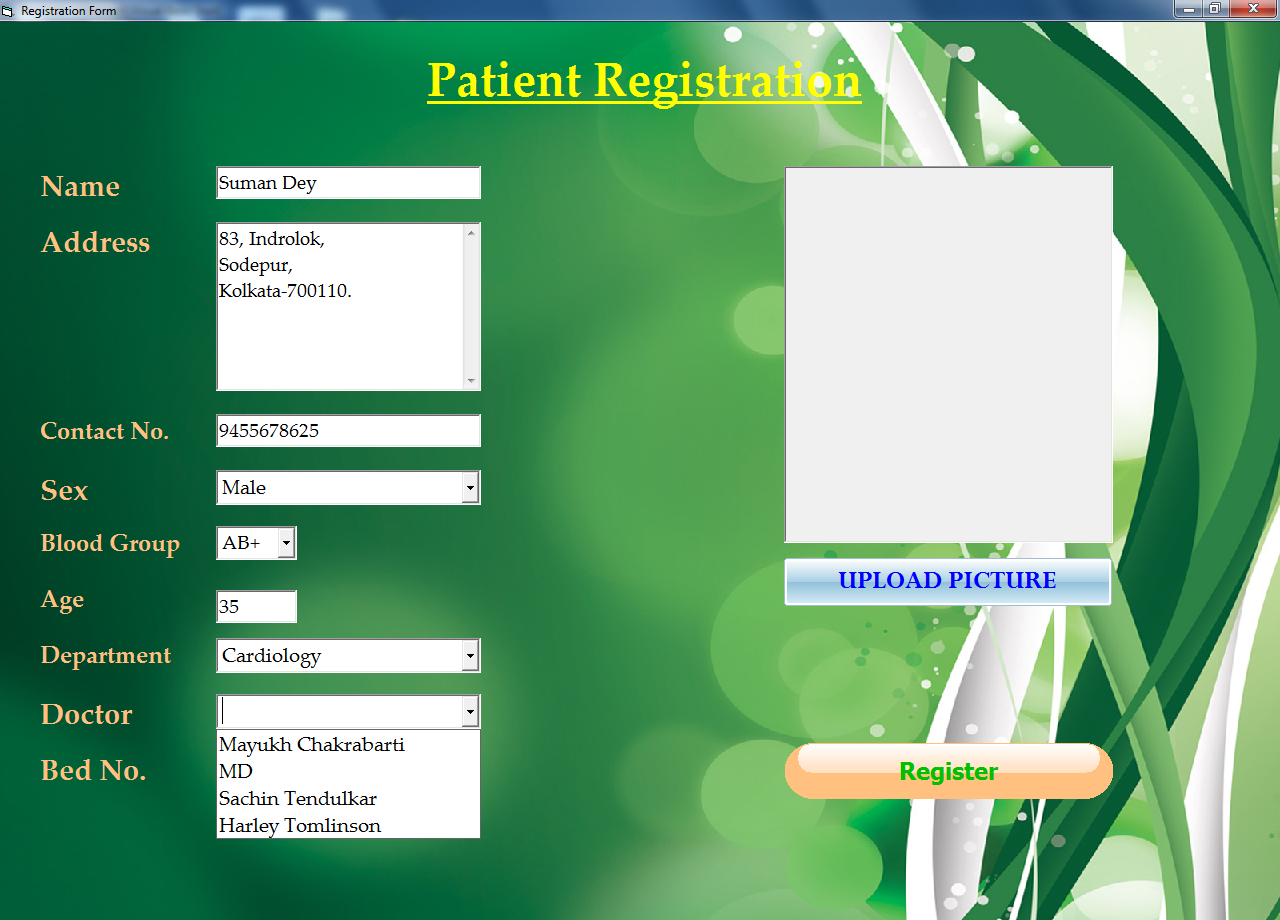 Registration Form
Patient Registration
Name
Suman Dey
Address
83, Indrolok,
Sodepur,
Kolkata-700110.
Contact No.
9455678625
Sex
Male
Blood Group
AB+
Age
35
Department
Cardiology
Doctor
Mayukh Chakrabarti
MD
Sachin Tendulkar
Harley Tomlinson
Bed No.
UPLOAD PICTURE
Register